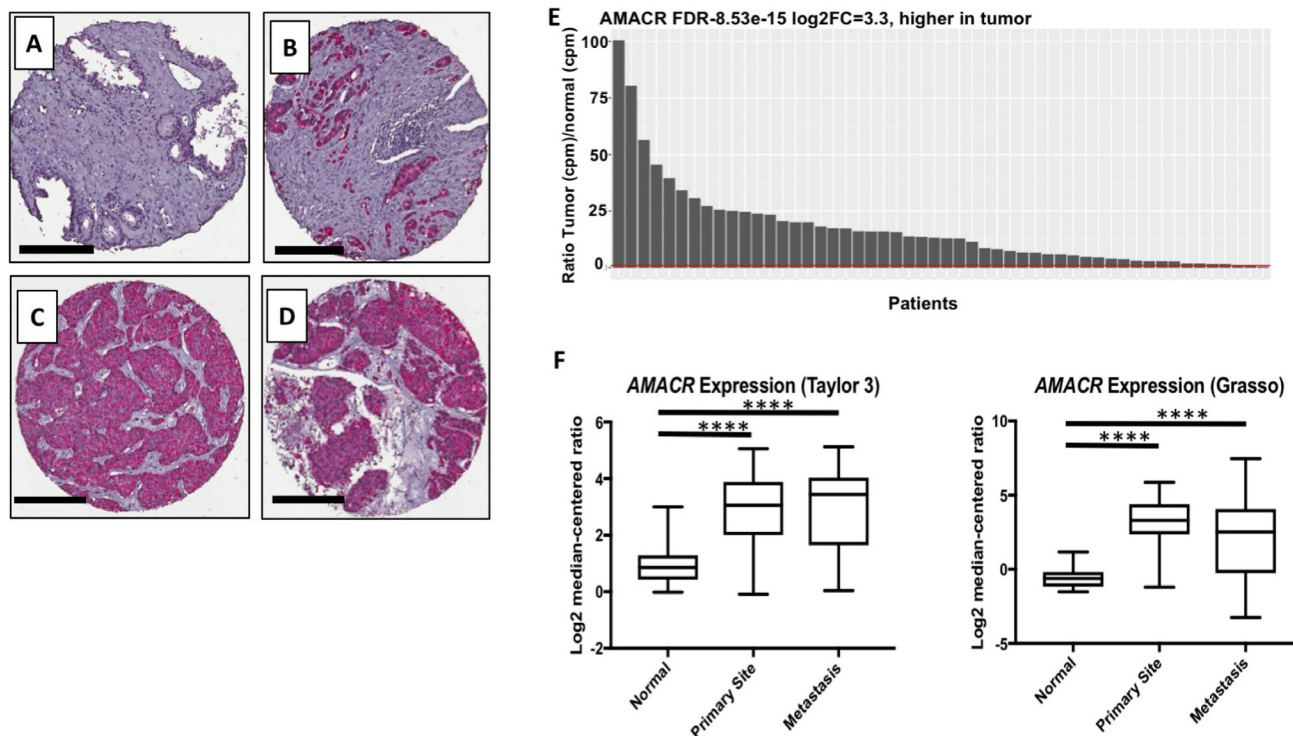 A
B
C
D
E
AMACR FDR-8.53e-15 log2FC=3.3, higher in tumor
Ratio Tumor (cpm)/normal (cpm)
100
75
50
25
0
Patients
F
AMACR Expression (Taylor 3)
****
****
Log2 median-centered ratio
6
4
2
0
-2
Normal
Primary Site
Metastasis
AMACR Expression (Grasso)
****
****
Log2 median-centered ratio
10
5
0
-5
Normal
Primary Site
Metastasis